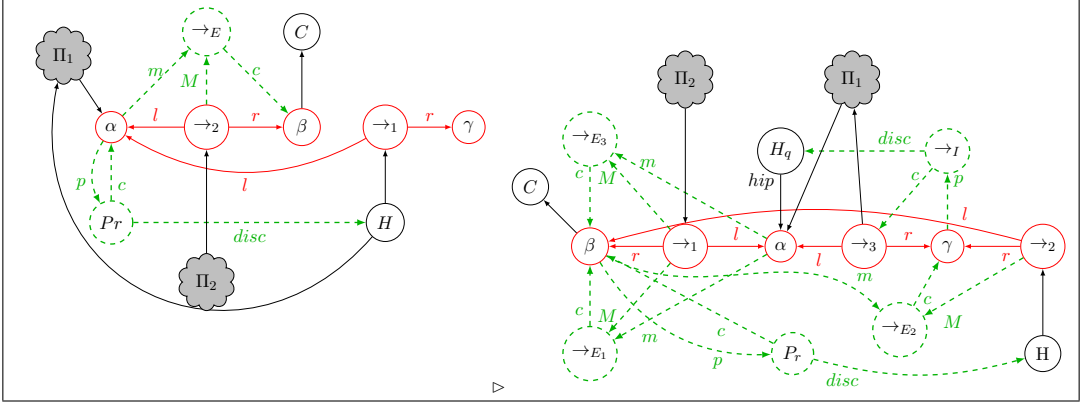 →E C
Π1
m M c
α l →2 r β →1 r γ
l
p c
Pr disc H
Π2
▷
Π2 Π1
→E3 Hq disc →I
m
c M hip c p
C l
β r →1 l α l →3 r γ r →2
m
c M c
→E2 M
→E1 m c
p Pr H
disc